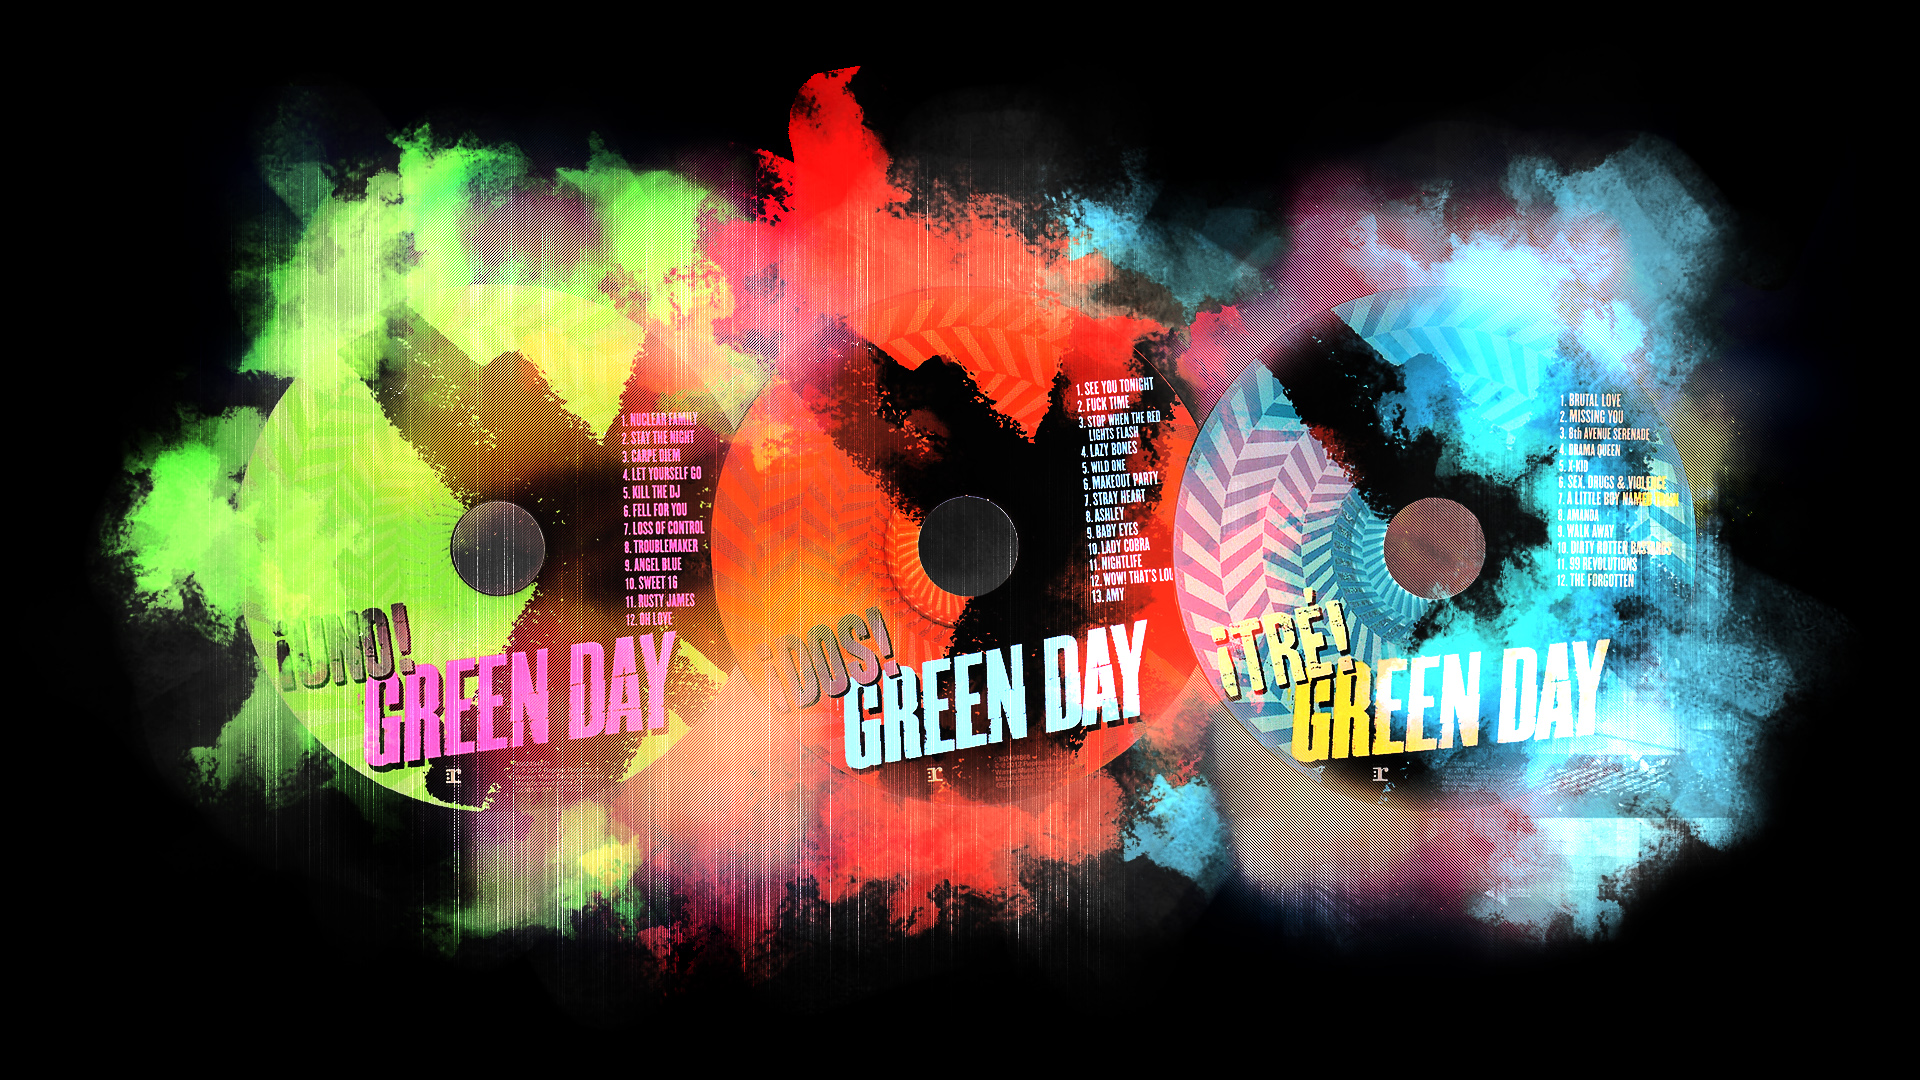 1. NUCLEAR FAMILY
2. STAY THE NIGHT
3. CARPE DIEM
4. LET YOURSELF GO
5. KILL THE DJ
6. FELL FOR YOU
7. LOSS OF CONTROL
8. TROUBLEMAKER
9. ANGEL BLUE
10. SWEET 16
11. RUSTY JAMES
12. OH LOVE
¡UNO!
GREEN DAY
r
1. SEE YOU TONIGHT
2. FUCK TIME
3. STOP WHEN THE RED
LIGHTS FLASH
4. LAZY BONES
5. WILD ONE
6. MAKEOUT PARTY
7. STRAY HEART
8. ASHLEY
9. BABY EYES
10. LADY COBRA
11. NIGHTLIFE
12. WOW! THAT'S LOU
13. AMY
¡DOS!
GREEN DAY
r
1. BRUTAL LOVE
2. MISSING YOU
3. 8th AVENUE SERENADE
4. DRAMA QUEEN
5. X-KID
6. SEX, DRUGS & VIOLENCE
7. A LITTLE BOY NAMED TRAIN
8. AMANDA
9. WALK AWAY
10. DIRTY ROTTEN BASTARDS
11. 99 REVOLUTIONS
12. THE FORGOTTEN
¡TRÉ!
GREEN DAY
r